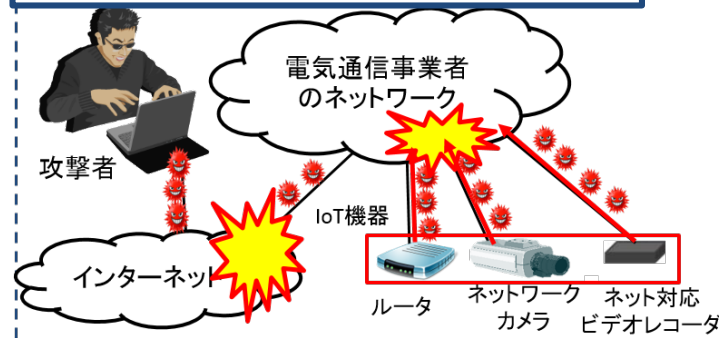 電気通信事業者
のネットワーク
攻撃者
IoT機器
インターネット
ルータ
ネットワーク
カメラ
ネット対応
ビデオレコーダ